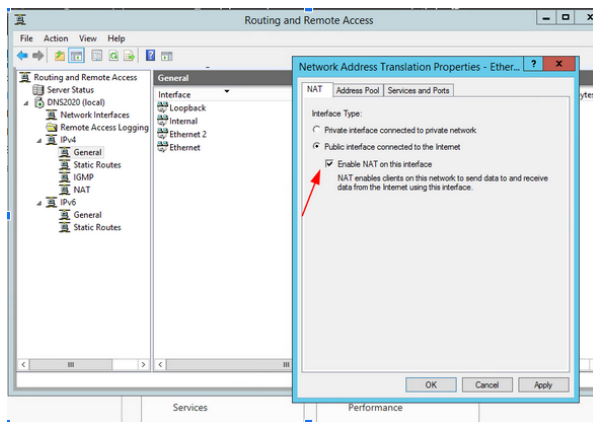 Routing and Remote Access
File Action View Help
Routing and Remote Access
Server Status
DNS2020 (local)
Network Interfaces
Remote Access Logging
IPv4
General
Static Routes
IGMP
NAT
IPv6
General
Static Routes
General
Interface
Loopback
Internal
Ethernet 2
Ethernet
Network Address Translation Properties - Ether...
NAT Address Pool Services and Ports
Interface Type:
Private interface connected to private network
Public interface connected to the Internet
Enable NAT on this interface
NAT enables clients on this network to send data to and receive
data from the Internet using this interface.
OK Cancel Apply
Services Performance